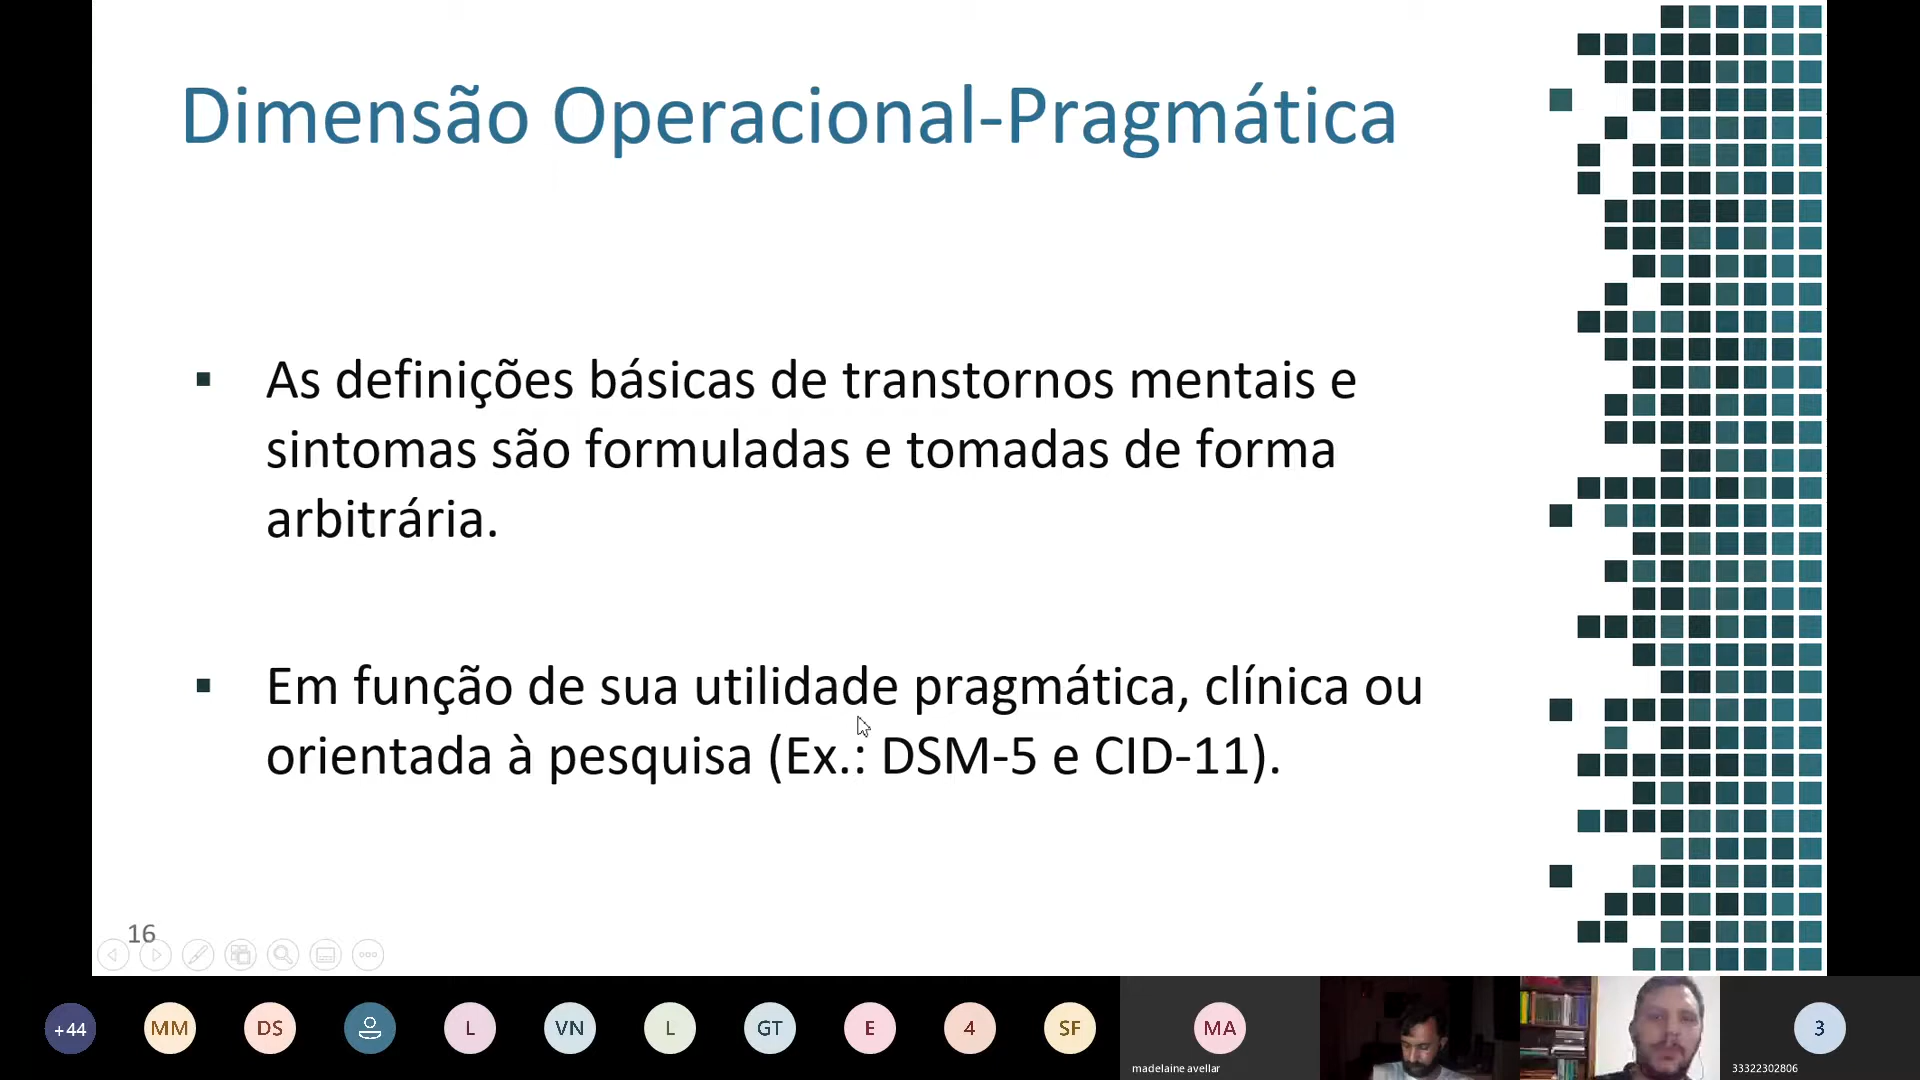 Dimensão Operacional-Pragmática
▪ As definições básicas de transtornos mentais e
sintomas são formuladas e tomadas de forma
arbitrária.
▪ Em função de sua utilidade pragmática, clínica ou
orientada à pesquisa (Ex.: DSM-5 e CID-11).
16
+44
MM
DS
L
VN
L
GT
E
4
SF
MA
3
madelaine avellar
33322302806